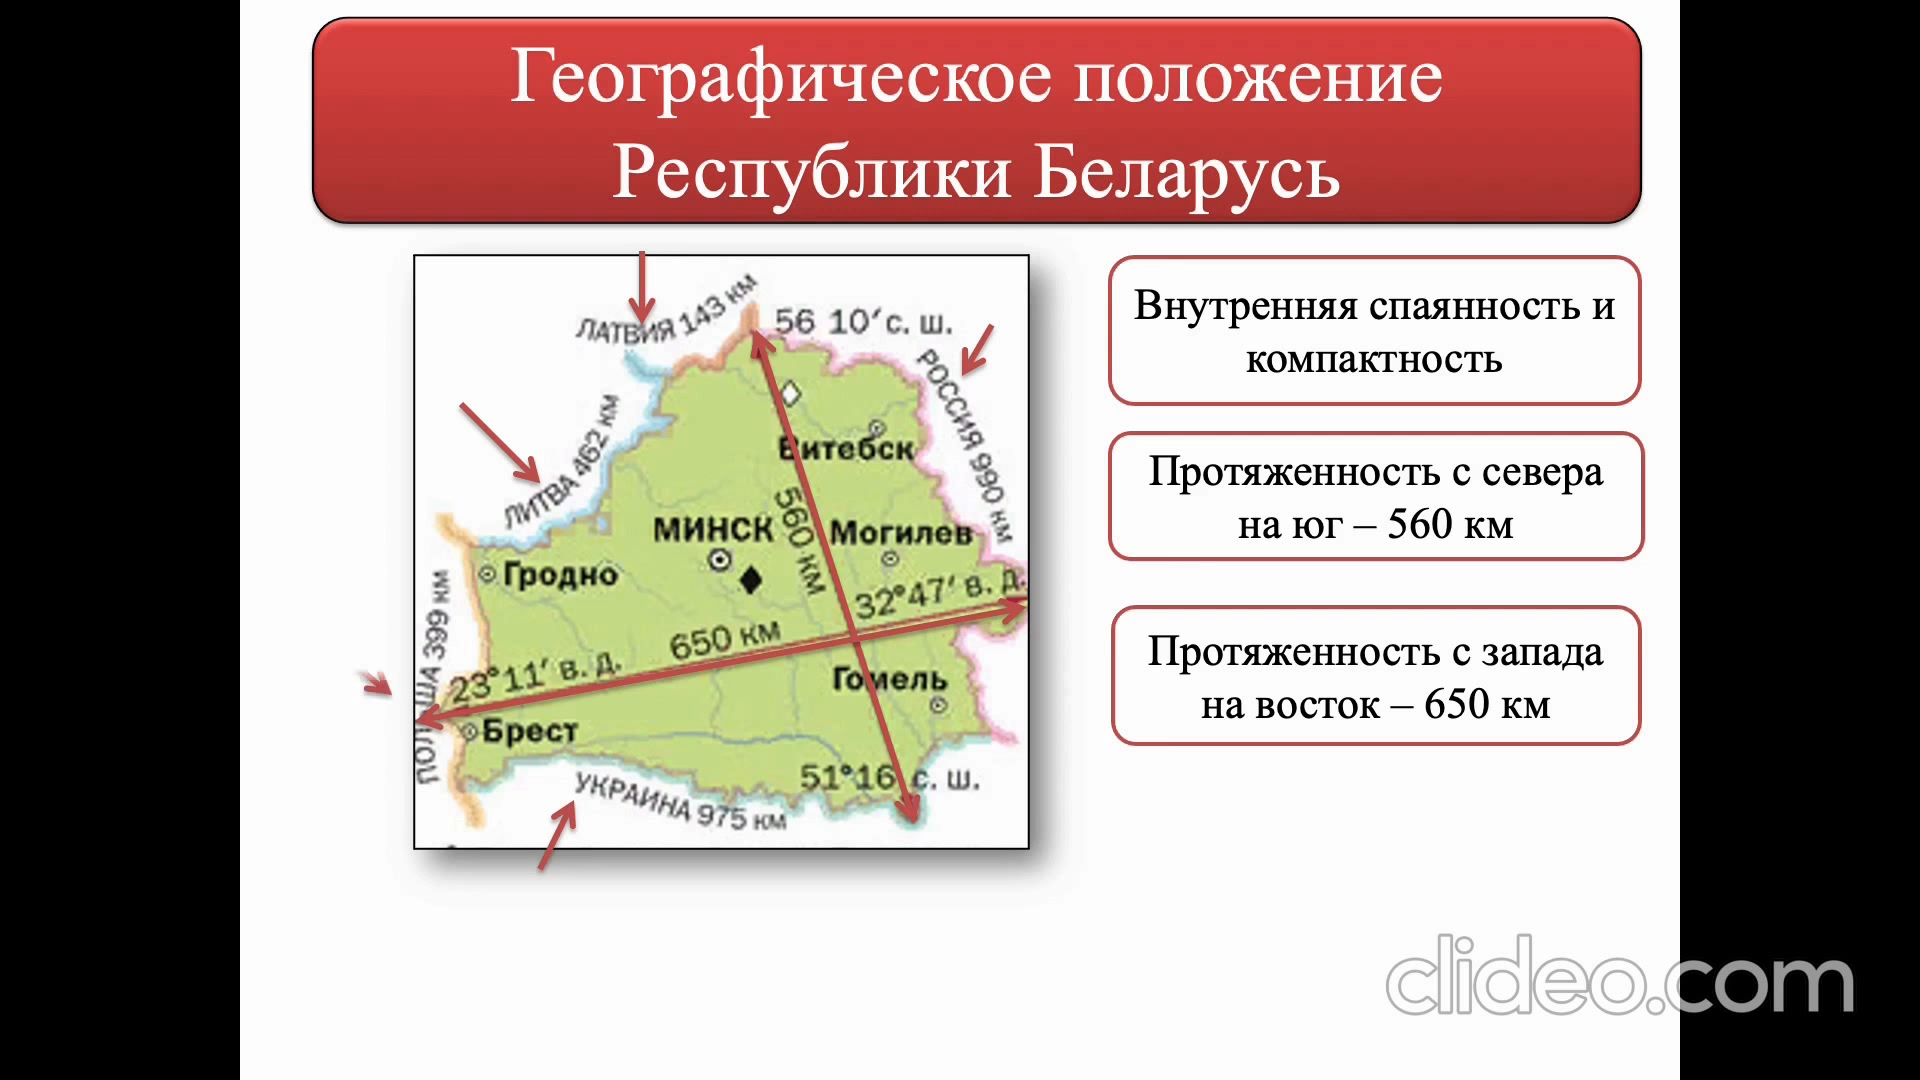 Географическое положение
Республики Беларусь
ЛАТВИЯ 143 км
56 10′ с. ш.
РОССИЯ 990 км
ЛИТВА 462 км
Витебск
560 км
МИНСК
Могилев
Гродно
32°47′ в. д.
ПОЛЬША 399 км
650 км
23°11′ в. д.
Гомель
Брест
51°16 с. ш.
УКРАИНА 975 км
Внутренняя спаянность и
компактность
Протяженность с севера
на юг – 560 км
Протяженность с запада
на восток – 650 км
clideo.com